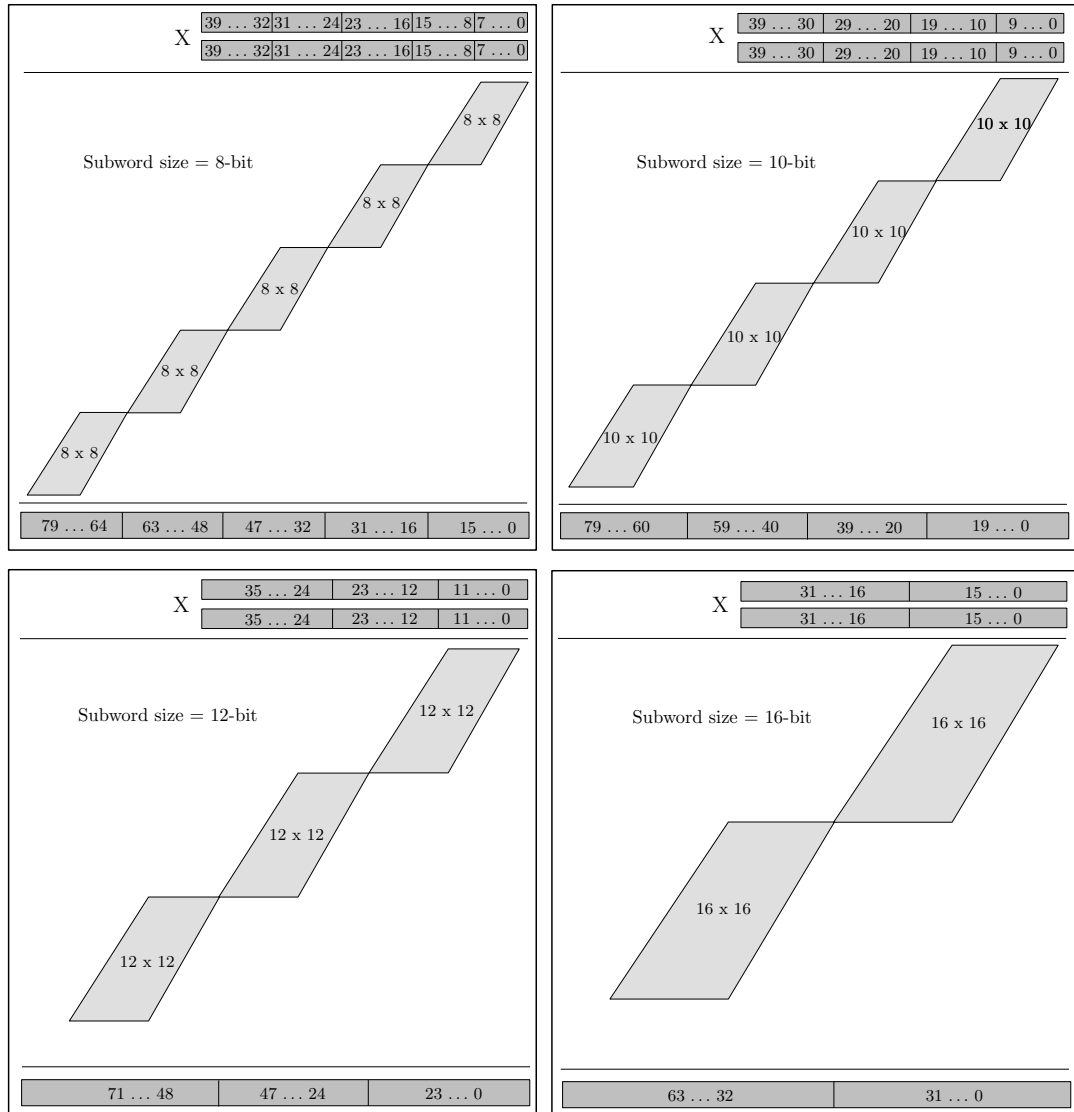 39 … 32 31 … 24 23 … 16 15 … 8 7 … 0
X
39 … 32 31 … 24 23 … 16 15 … 8 7 … 0
8 x 8
Subword size = 8-bit
8 x 8
8 x 8
8 x 8
8 x 8
79 … 64 63 … 48 47 … 32 31 … 16 15 … 0
39 … 30 29 … 20 19 … 10 9 … 0
X
39 … 30 29 … 20 19 … 10 9 … 0
10 x 10
Subword size = 10-bit
10 x 10
10 x 10
10 x 10
79 … 60 59 … 40 39 … 20 19 … 0
35 … 24 23 … 12 11 … 0
X
35 … 24 23 … 12 11 … 0
12 x 12
Subword size = 12-bit
12 x 12
12 x 12
71 … 48 47 … 24 23 … 0
31 … 16 15 … 0
X
31 … 16 15 … 0
Subword size = 16-bit
16 x 16
16 x 16
63 … 32 31 … 0